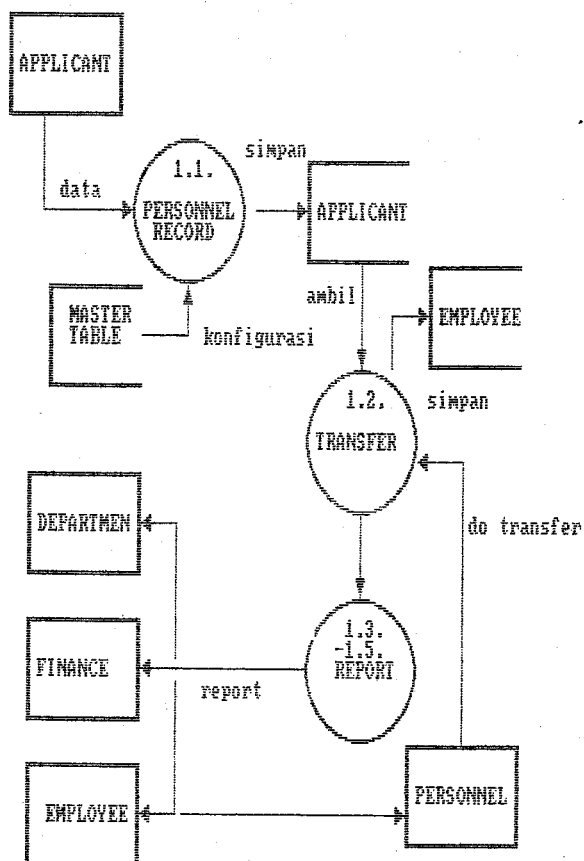 APPLICANT
data
1.1.
PERSONNEL
RECORD
simpan
APPLICANT
MASTER
TABLE
konfigurasi
ambil
EMPLOYEE
1.2.
TRANSFER
simpan
DEPARTMEN
do transfer
1.3.
-1.5.
REPORT
FINANCE
report
EMPLOYEE
PERSONNEL